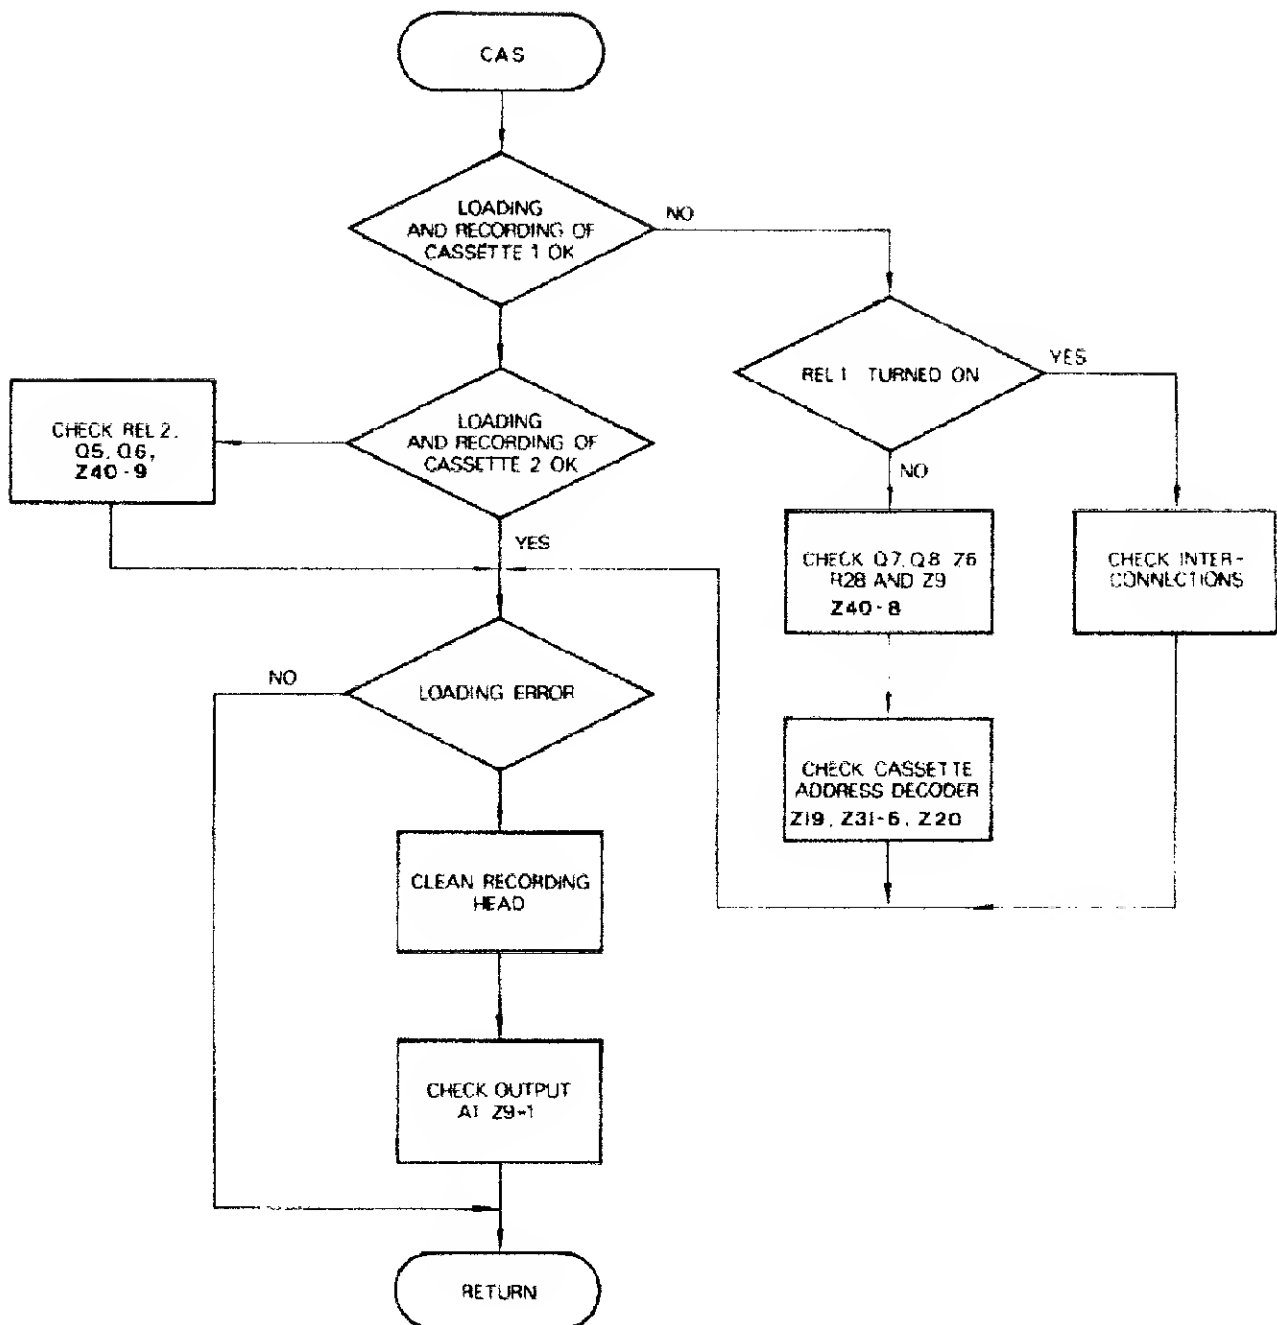 CAS
LOADING
AND RECORDING OF
CASSETTE 1 OK
NO
REL 1 TURNED ON
YES
LOADING
AND RECORDING OF
CASSETTE 2 OK
CHECK REL 2,
Q5, Q6,
Z40-9
NO
YES
CHECK Q7, Q8 Z6
R28 AND Z9
Z40-8
CHECK INTER-
CONNECTIONS
NO
LOADING ERROR
CHECK CASSETTE
ADDRESS DECODER
Z19, Z31-6, Z20
CLEAN RECORDING
HEAD
CHECK OUTPUT
AT Z9-1
RETURN